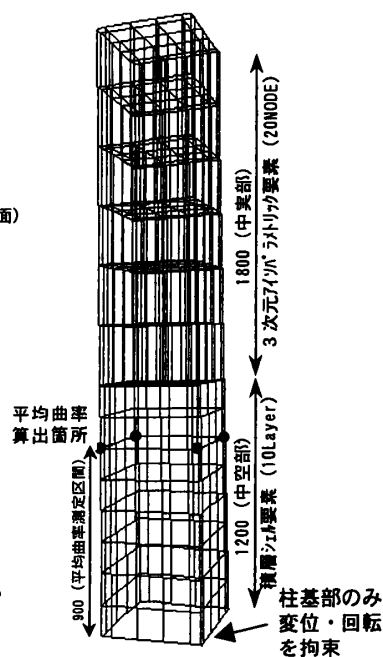 面)
1800 (中実部)
3 次元アイソパラメトリック要素 (20NODE)
平均曲率
算出箇所
900 (平均曲率測定区間)
1200 (中空部)
積層シェル要素 (10Layer)
柱基部のみ
変位・回転
を拘束